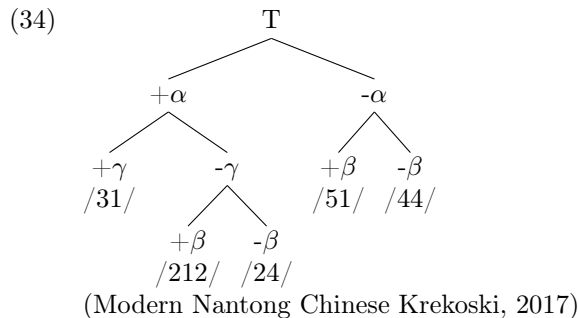 (34) T
+α -α
+γ -γ +β -β
/31/ /51/ /44/
+β -β
/212/ /24/
(Modern Nantong Chinese Krekoski, 2017)